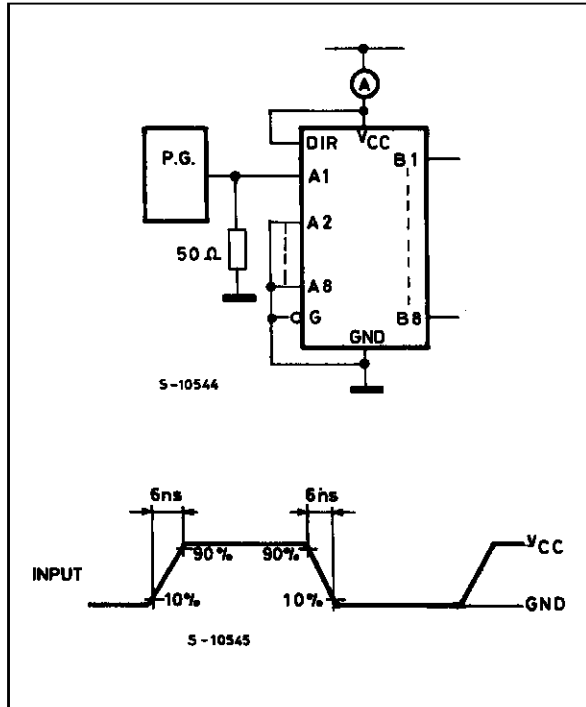 A
DIR
VCC
P.G.
B1
A1
A2
50 Ω
A8
G
B8
GND
S-10544
6ns
6ns
VCC
90%
90%
INPUT
10%
10%
GND
S-10545